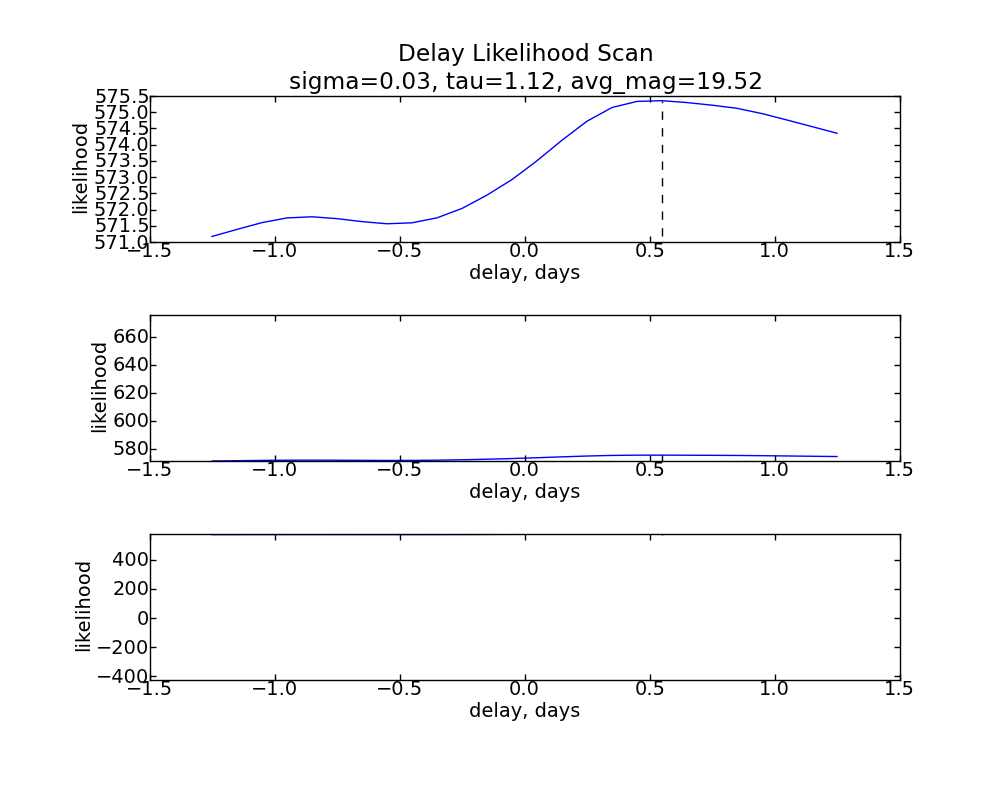 Delay Likelihood Scan
sigma=0.03, tau=1.12, avg_mag=19.52
575.5
575.0
574.5
574.0
573.5
573.0
572.5
572.0
571.5
571.0
likelihood
−1.5 −1.0 −0.5 0.0 0.5 1.0 1.5
delay, days
660
640
620
600
580
likelihood
−1.5 −1.0 −0.5 0.0 0.5 1.0 1.5
delay, days
400
200
0
−200
−400
likelihood
−1.5 −1.0 −0.5 0.0 0.5 1.0 1.5
delay, days